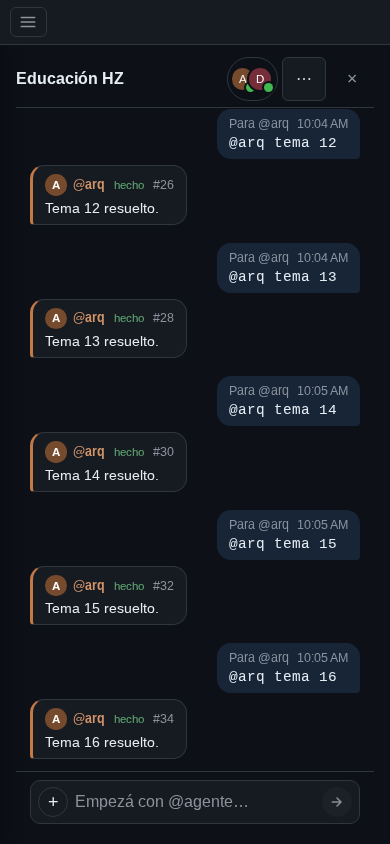 Educación HZ
A D ... ×
Para @arq 10:04 AM
@arq tema 12
A @arq hecho #26
Tema 12 resuelto.
Para @arq 10:04 AM
@arq tema 13
A @arq hecho #28
Tema 13 resuelto.
Para @arq 10:05 AM
@arq tema 14
A @arq hecho #30
Tema 14 resuelto.
Para @arq 10:05 AM
@arq tema 15
A @arq hecho #32
Tema 15 resuelto.
Para @arq 10:05 AM
@arq tema 16
A @arq hecho #34
Tema 16 resuelto.
+ Empezá con @agente…